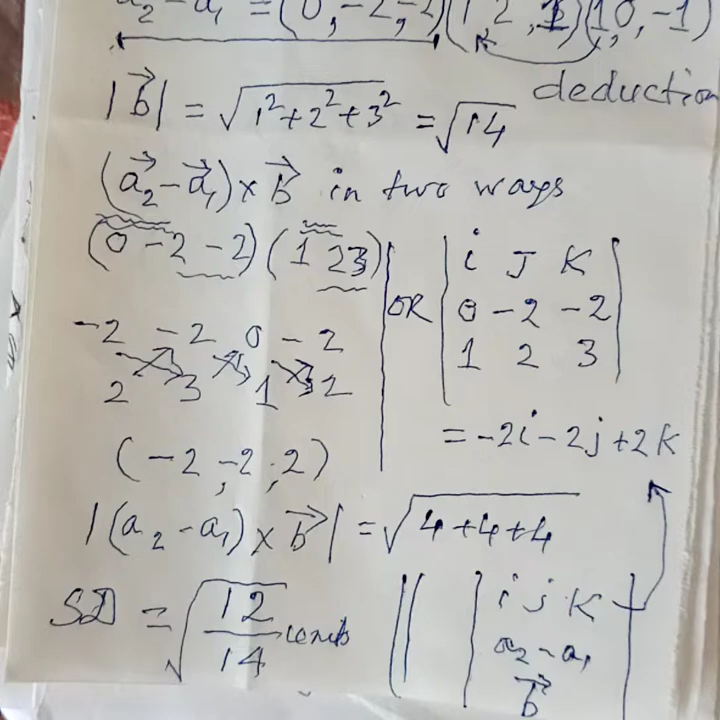 a₂ - a₁ = (0, -2, -2) (1, 2, 1) (1, 0, -1)
deduction
|b⃗| = √(1² + 2² + 3²) = √14
(a⃗₂ - a⃗₁) × b⃗ in two ways
(0 -2 -2) (1 2 3)
-2 -2 0 -2
2 3 1 2
(-2, -2, 2)
OR
i J K
0 -2 -2
1 2 3
= -2i - 2j + 2K
|(a₂ - a₁) × b⃗| = √(4 + 4 + 4)
SD = √(12/14) units
i j K
a₂ - a₁
b⃗